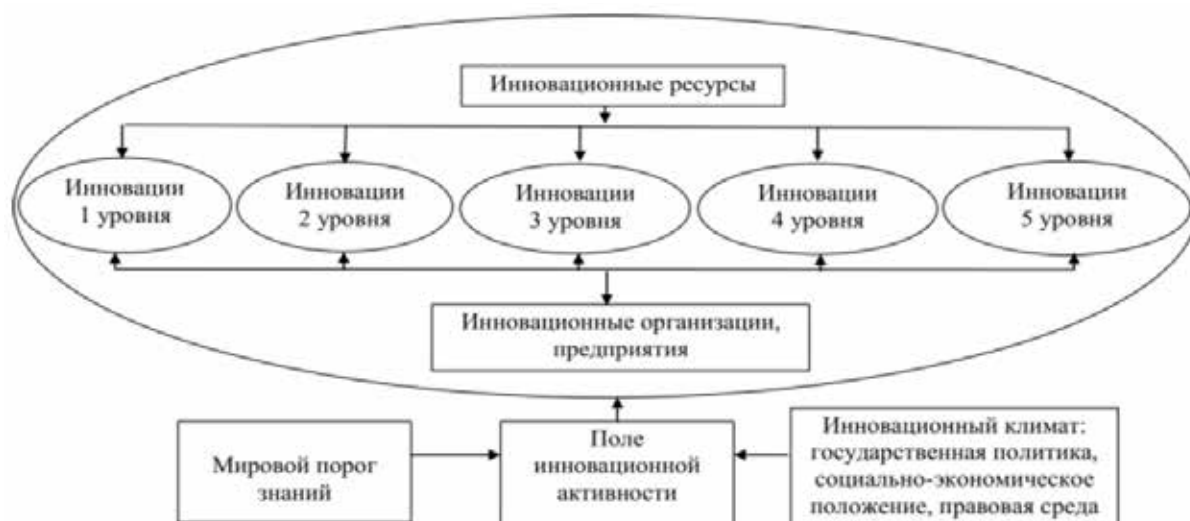 Инновационные ресурсы
Инновации
1 уровня
Инновации
2 уровня
Инновации
3 уровня
Инновации
4 уровня
Инновации
5 уровня
Инновационные организации,
предприятия
Мировой порог
знаний
Поле
инновационной
активности
Инновационный климат:
государственная политика,
социально-экономическое
положение, правовая среда